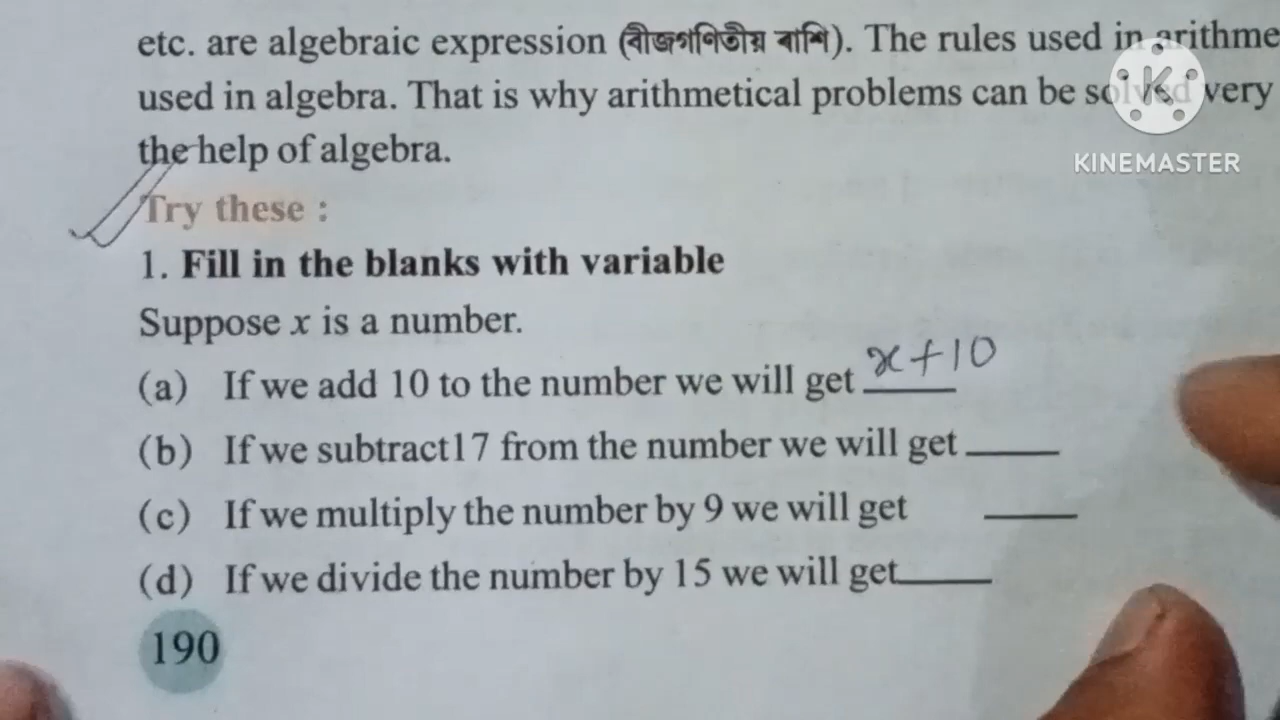 etc. are algebraic expression (বীজগণিতীয় ৰাশি). The rules used in arithme
used in algebra. That is why arithmetical problems can be solved very
the help of algebra.
KINEMASTER
Try these :
1. Fill in the blanks with variable
Suppose x is a number.
(a) If we add 10 to the number we will get x+10
(b) If we subtract17 from the number we will get ____
(c) If we multiply the number by 9 we will get ____
(d) If we divide the number by 15 we will get____
190